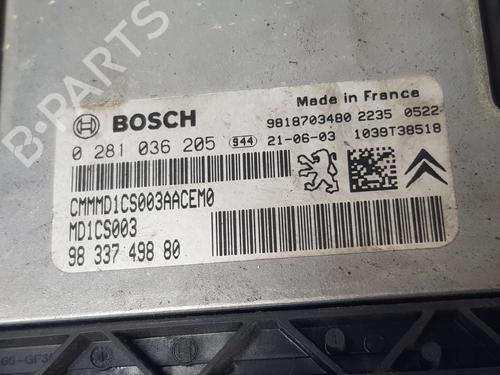 B-PARTS
Made in France
BOSCH
9818703480 2235 0522
0 281 036 205 944 21-06-03 1039T38518
CMMMD1CS003AACEM0
MD1CS003
98 337 498 80